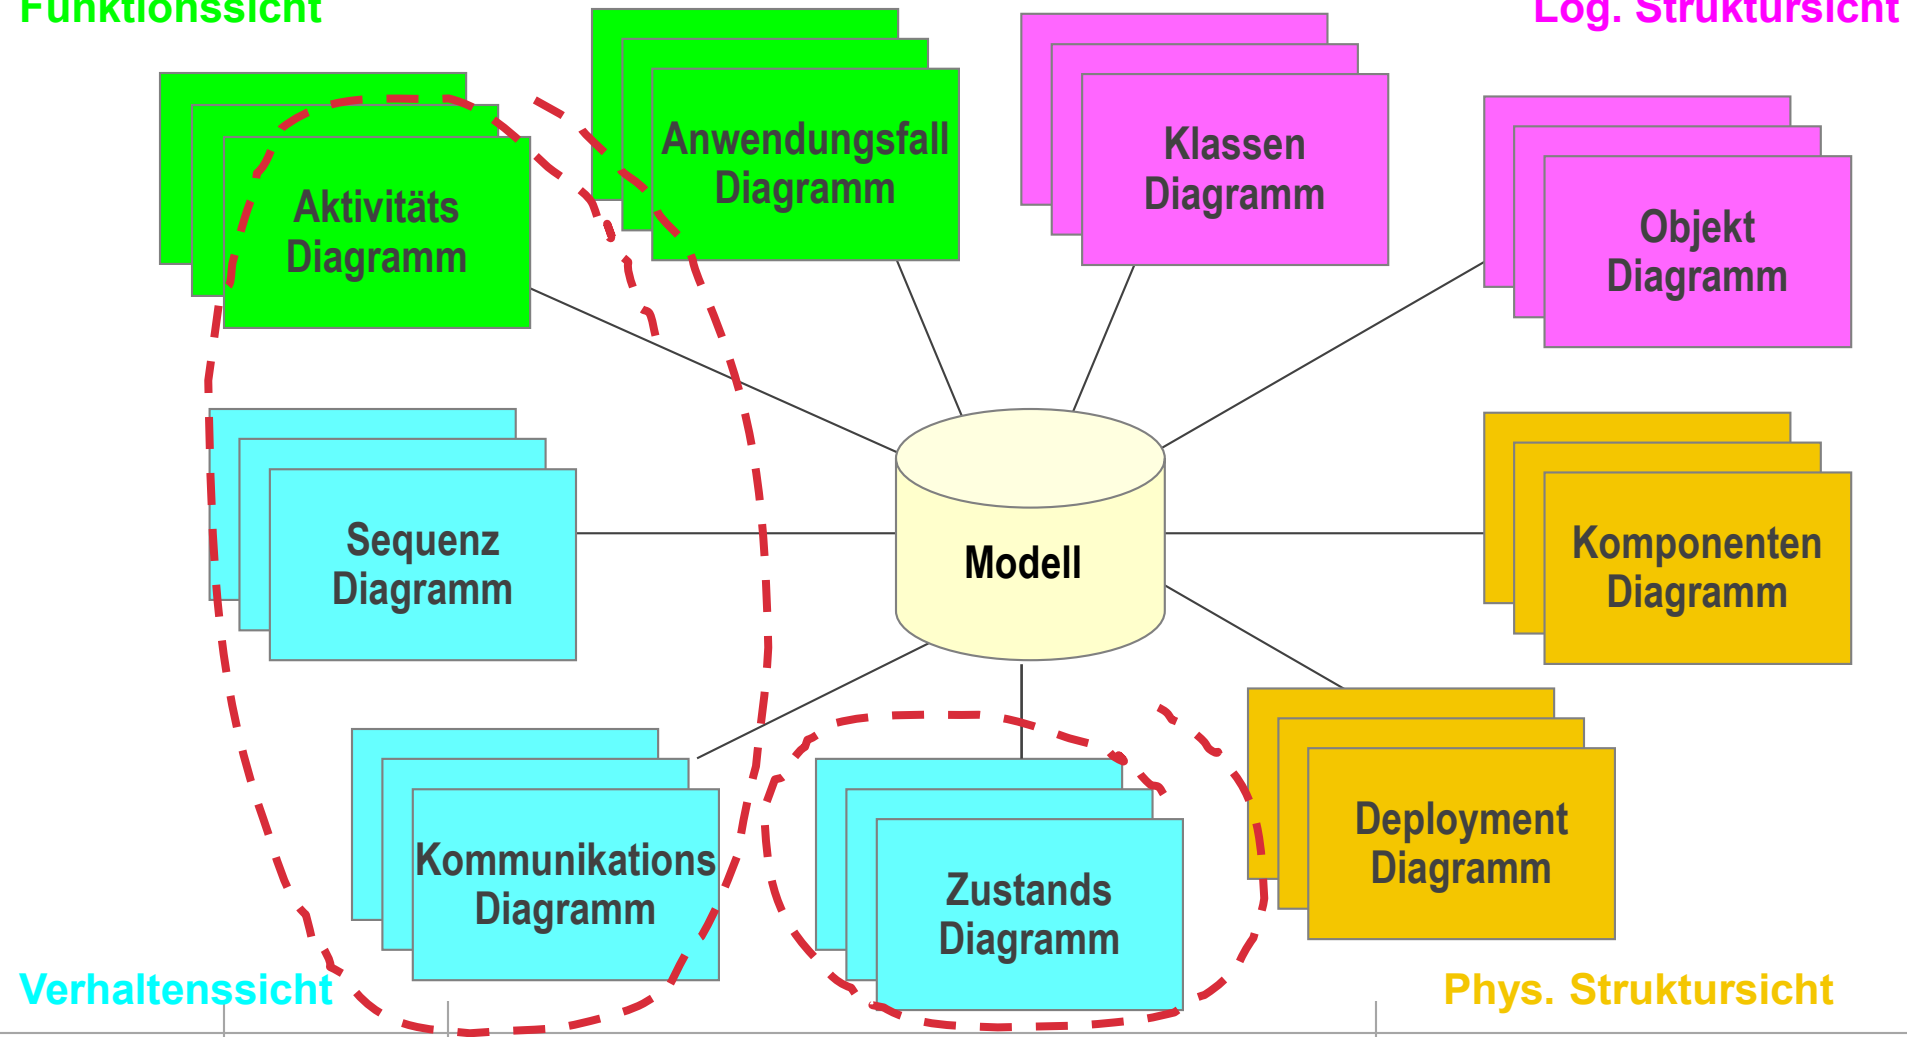 Funktionssicht
Log. Struktursicht
Anwendungsfall
Diagramm
Klassen
Diagramm
Aktivitäts
Diagramm
Objekt
Diagramm
Sequenz
Diagramm
Modell
Komponenten
Diagramm
Kommunikations
Diagramm
Zustands
Diagramm
Deployment
Diagramm
Verhaltenssicht
Phys. Struktursicht